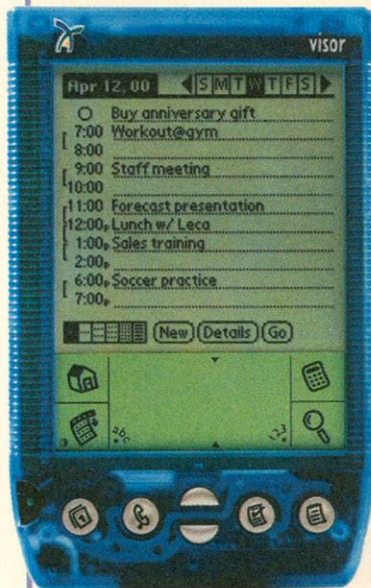 visor
Apr 12, 00 S M T W T F S
Buy anniversary gift
7:00 Workout@gym
8:00
9:00 Staff meeting
10:00
11:00 Forecast presentation
12:00p Lunch w/ Leca
1:00p Sales training
2:00p
6:00p Soccer practice
7:00p
New Details Go
abc 123